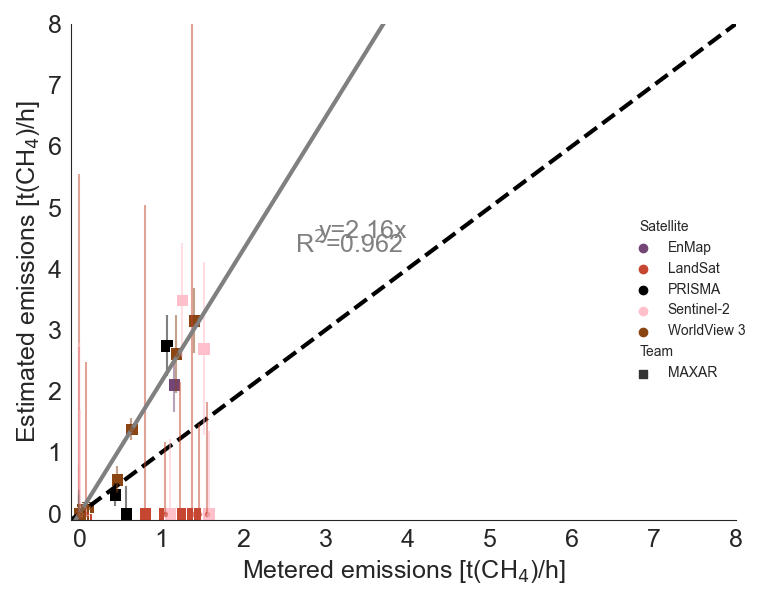 8
7
6
5
4
3
2
1
0
Estimated emissions [t(CH₄)/h]
y=2.16x
R²=0.962
Satellite
EnMap
LandSat
PRISMA
Sentinel-2
WorldView 3
Team
MAXAR
0 1 2 3 4 5 6 7 8
Metered emissions [t(CH₄)/h]